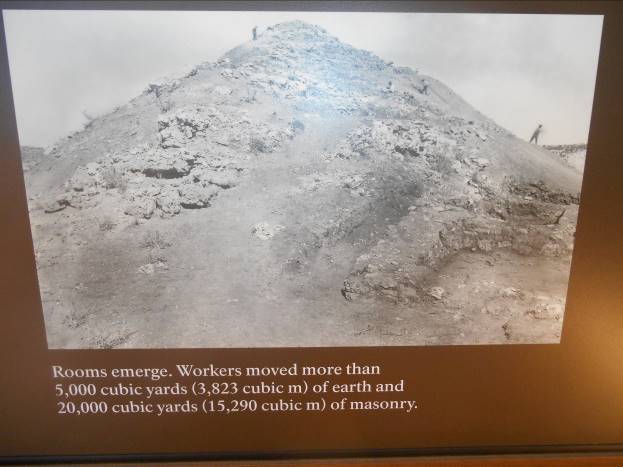 Rooms emerge. Workers moved more than
5,000 cubic yards (3,823 cubic m) of earth and
20,000 cubic yards (15,290 cubic m) of masonry.